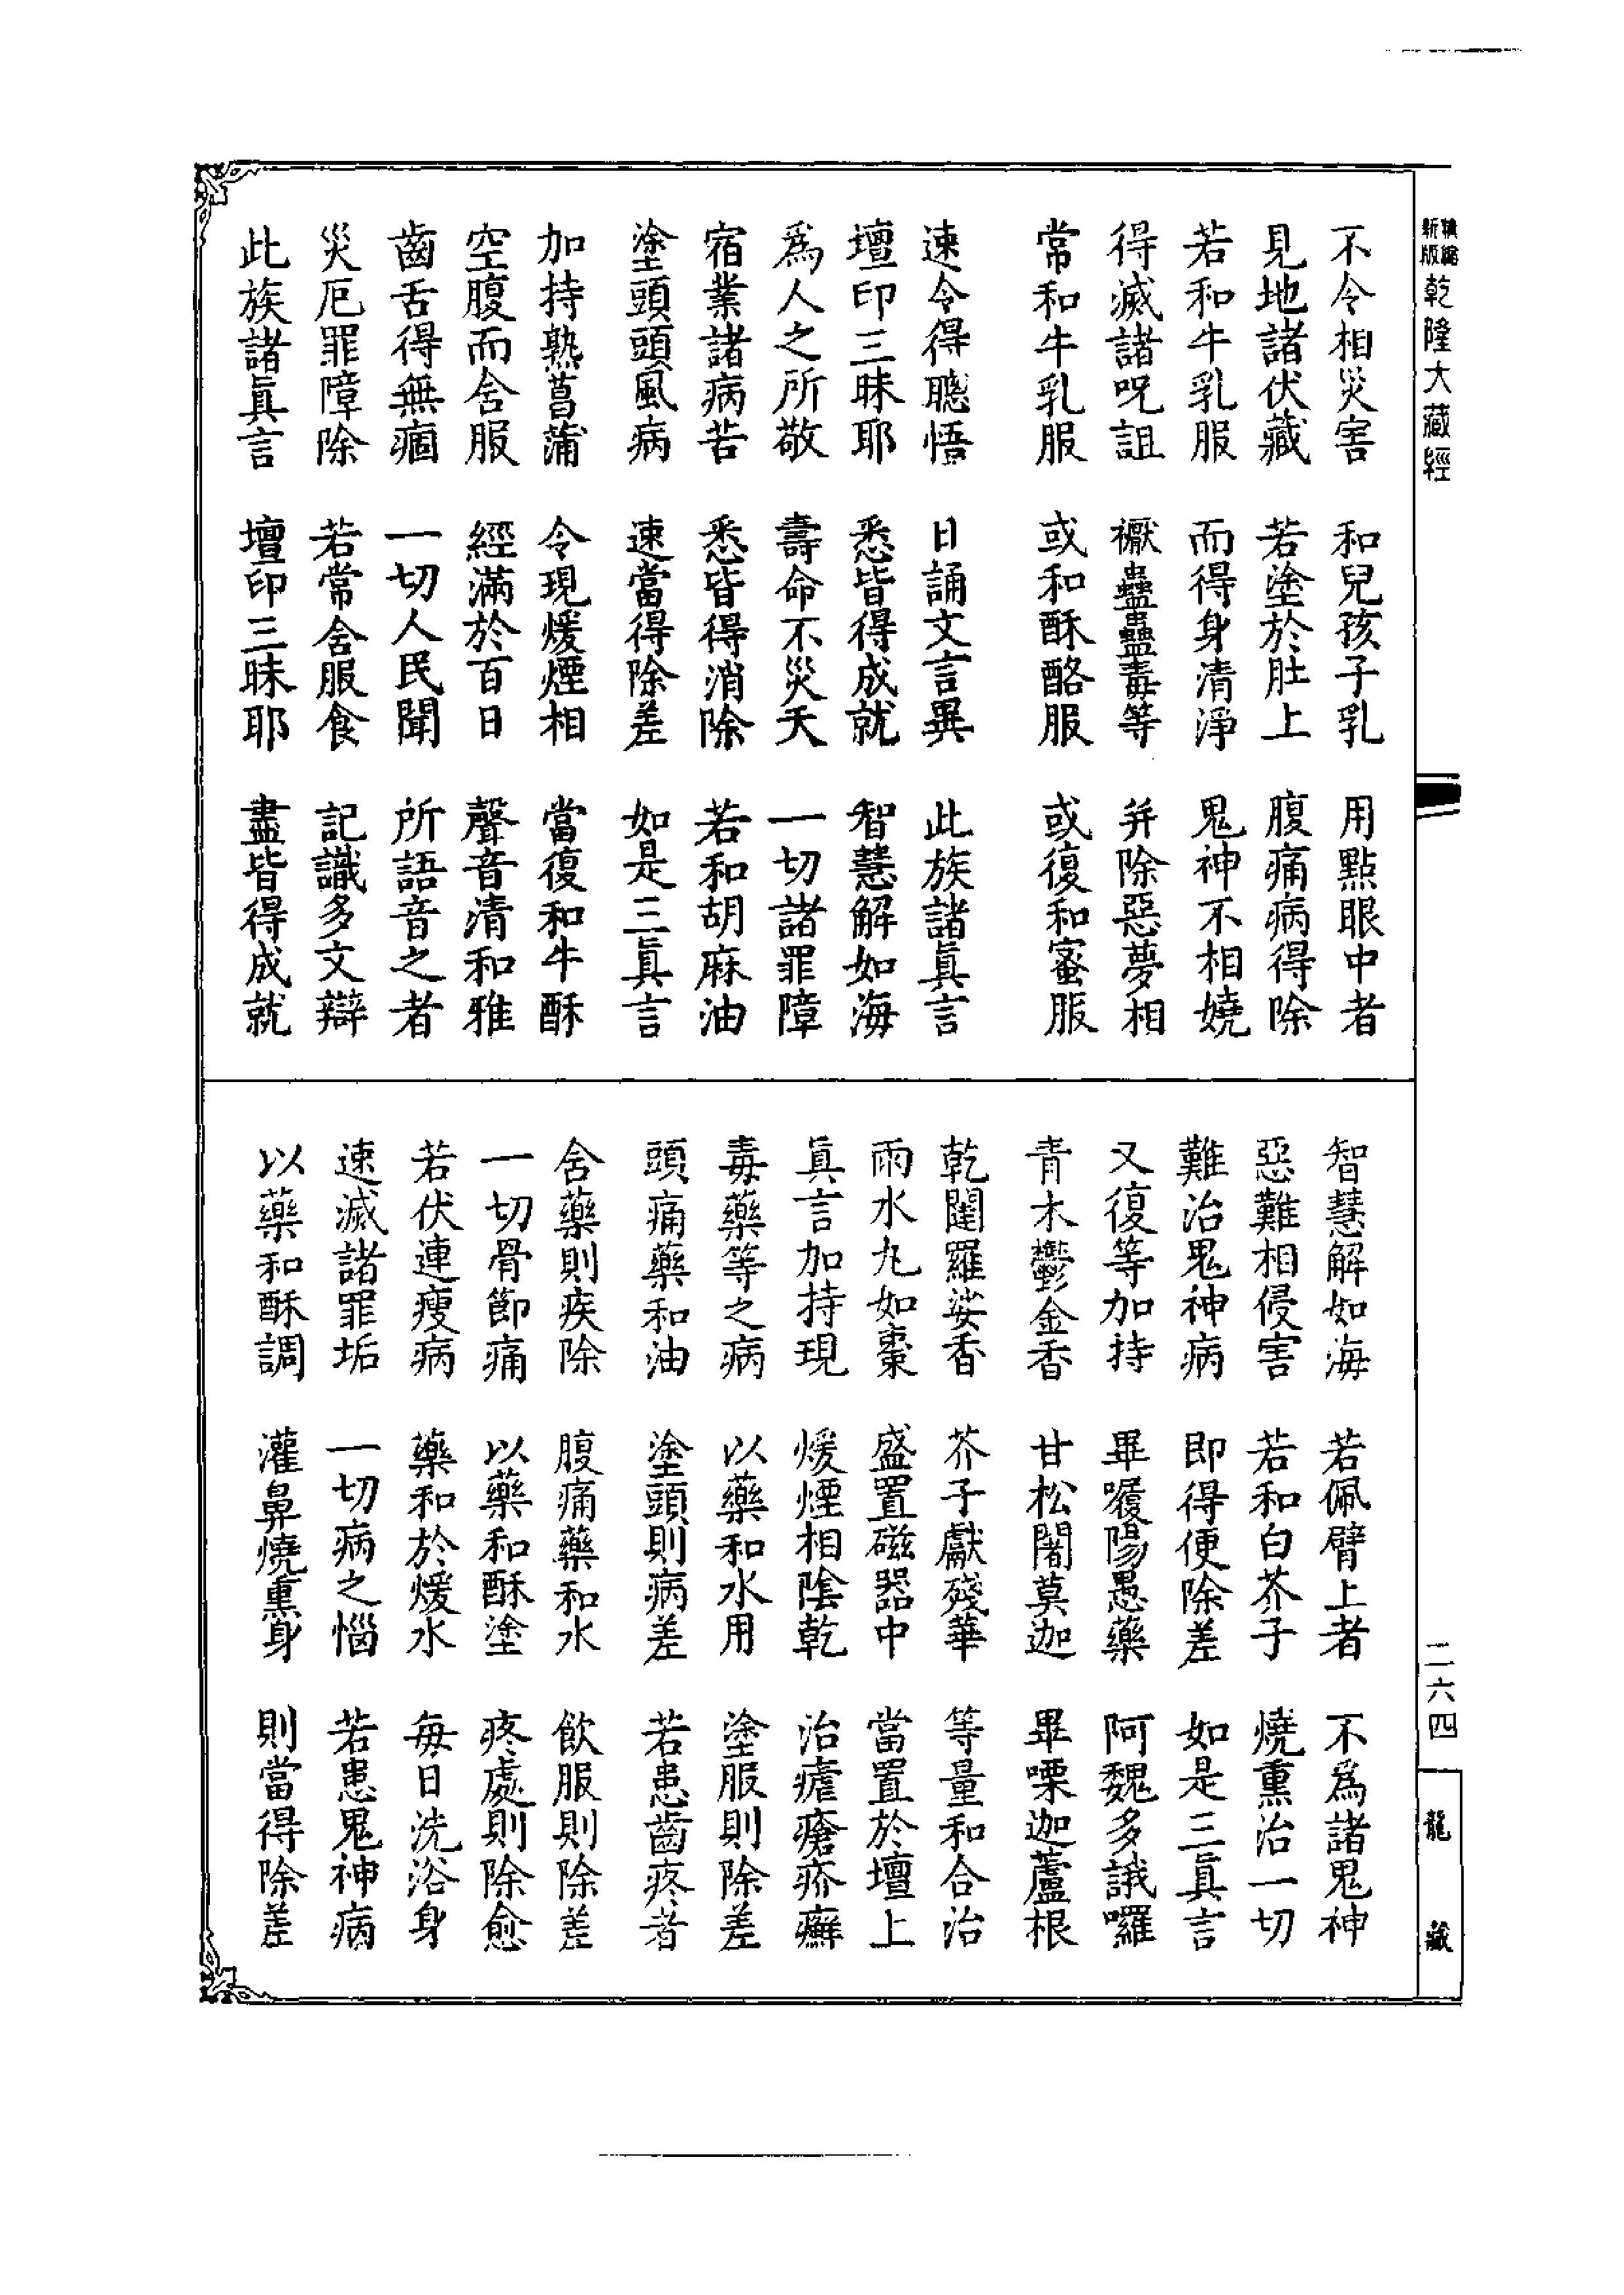 新版精縮乾隆大藏經
不令相災害 和兒孩子乳 用點眼中者
見地諸伏藏 若塗於肚上 腹痛病得除
若和牛乳服 而得身清淨 鬼神不相嬈
得滅諸呪詛 禳蠱蠱毒等 并除惡夢相
常和牛乳服 或和酥酪服 或復和蜜服
速令得聰悟 日誦文言異 此族諸眞言
壇印三昧耶 悉皆得成就 智慧解如海
爲人之所敬 壽命不災夭 一切諸罪障
宿業諸病苦 悉皆得消除 若和胡麻油
塗頭頭風病 速當得除差 如是三眞言
加持熟菖蒲 令現煖煙相 當復和牛酥
空腹而含服 經滿於百日 聲音清和雅
齒舌得無痼 一切人民聞 所語音之者
災厄罪障除 若常含服食 記識多文辯
此族諸眞言 壇印三昧耶 盡皆得成就
智慧解如海 若佩臂上者 不爲諸鬼神
惡難相侵害 若和白芥子 燒熏治一切
難治鬼神病 即得便除差 如是三眞言
又復等加持 畢㘑陽愚藥 阿魏多誐囉
青木鬱金香 甘松闍莫迦 畢㗚迦蘆根
乾闥羅娑香 芥子獻殘華 等量和合治
雨水丸如棗 盛置磁器中 當置於壇上
眞言加持現 煖煙相陰乾 治瘧瘡疥癬
毒藥等之病 以藥和水用 塗服則除差
頭痛藥和油 塗頭則病差 若患齒疼者
含藥則疾除 腹痛藥和水 飲服則除差
一切骨節痛 以藥和酥塗 疼處則除愈
若伏連瘦病 藥和於煖水 每日洗浴身
速滅諸罪垢 一切病之惱 若患鬼神病
以藥和酥調 灌鼻燒熏身 則當得除差
二六四
龍藏